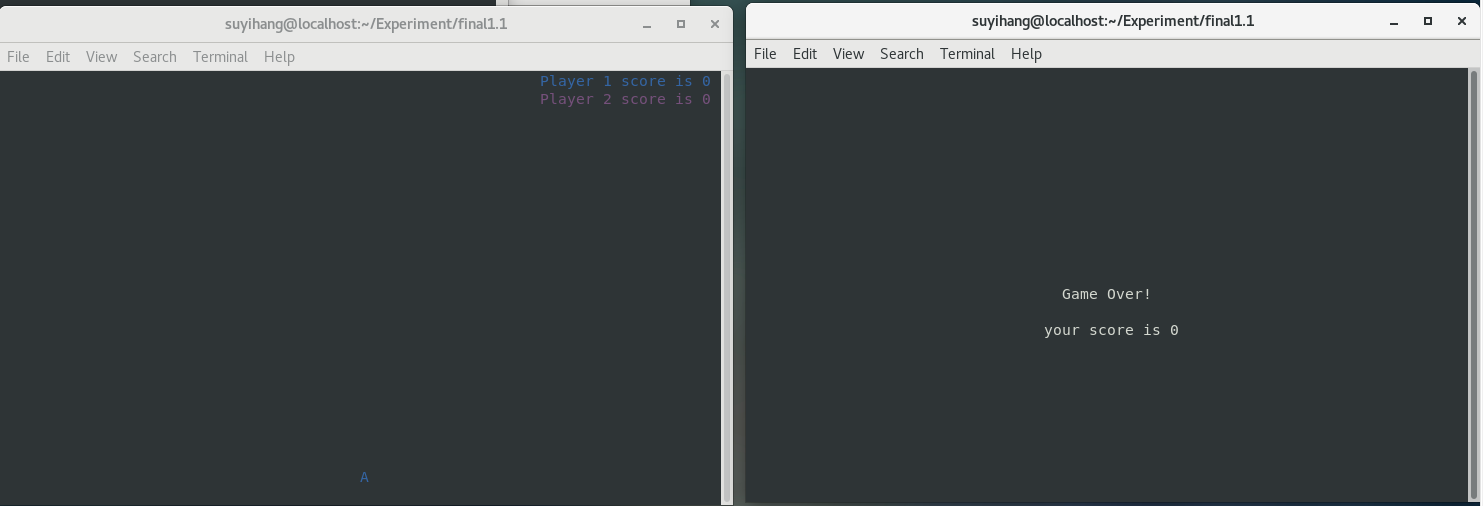 suyihang@localhost:~/Experiment/final1.1
File Edit View Search Terminal Help
Player 1 score is 0
Player 2 score is 0
A
suyihang@localhost:~/Experiment/final1.1
File Edit View Search Terminal Help
Game Over!
your score is 0